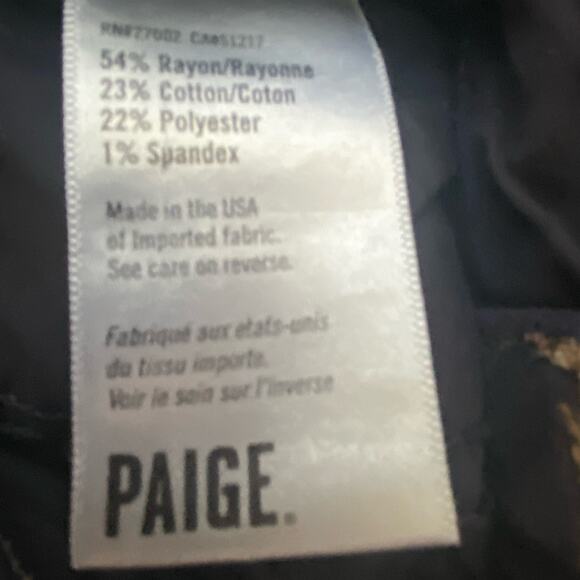 RN#27002 CA#51217
54% Rayon/Rayonne
23% Cotton/Coton
22% Polyester
1% Spandex
Made in the USA
of Imported fabric.
See care on reverse.
Fabriqué aux etats-unis
du tissu importe.
Voir le soin sur l'inverse
PAIGE.